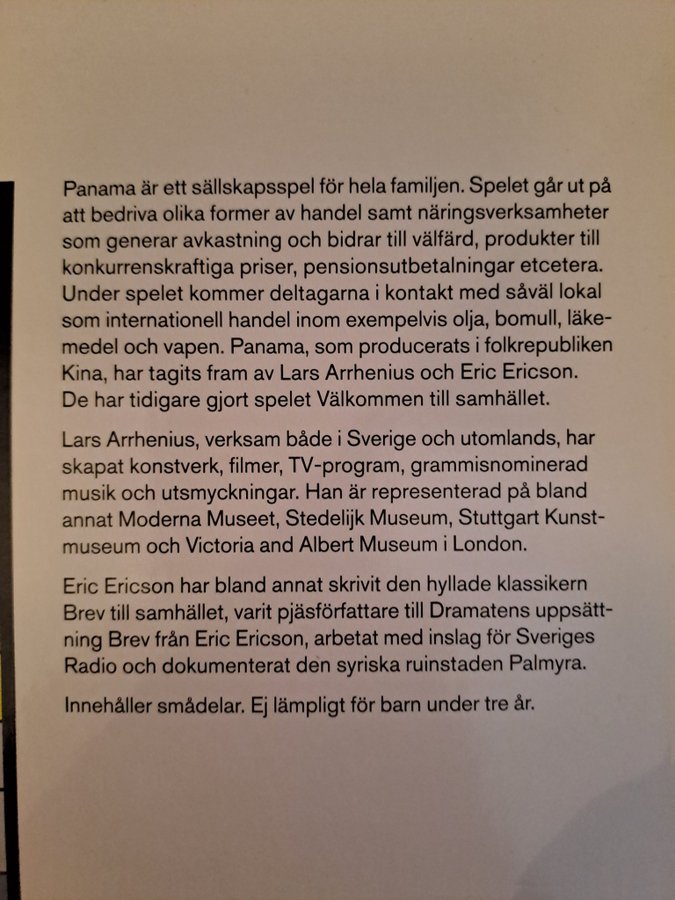 Panama är ett sällskapsspel för hela familjen. Spelet går ut på
att bedriva olika former av handel samt näringsverksamheter
som generar avkastning och bidrar till välfärd, produkter till
konkurrenskraftiga priser, pensionsutbetalningar etcetera.
Under spelet kommer deltagarna i kontakt med såväl lokal
som internationell handel inom exempelvis olja, bomull, läke-
medel och vapen. Panama, som producerats i folkrepubliken
Kina, har tagits fram av Lars Arrhenius och Eric Ericson.
De har tidigare gjort spelet Välkommen till samhället.
Lars Arrhenius, verksam både i Sverige och utomlands, har
skapat konstverk, filmer, TV-program, grammisnominerad
musik och utsmyckningar. Han är representerad på bland
annat Moderna Museet, Stedelijk Museum, Stuttgart Kunst-
museum och Victoria and Albert Museum i London.
Eric Ericson har bland annat skrivit den hyllade klassikern
Brev till samhället, varit pjäsförfattare till Dramatens uppsätt-
ning Brev från Eric Ericson, arbetat med inslag för Sveriges
Radio och dokumenterat den syriska ruinstaden Palmyra.
Innehåller smådelar. Ej lämpligt för barn under tre år.